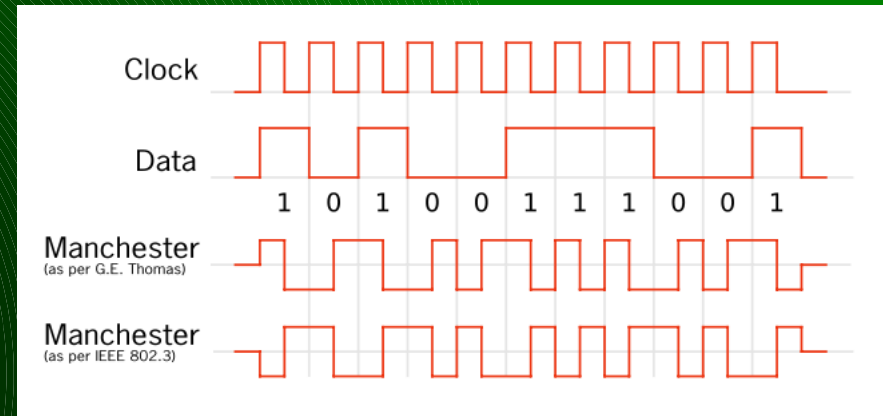 Clock
Data
1 0 1 0 0 1 1 1 0 0 1
Manchester
(as per G.E. Thomas)
Manchester
(as per IEEE 802.3)